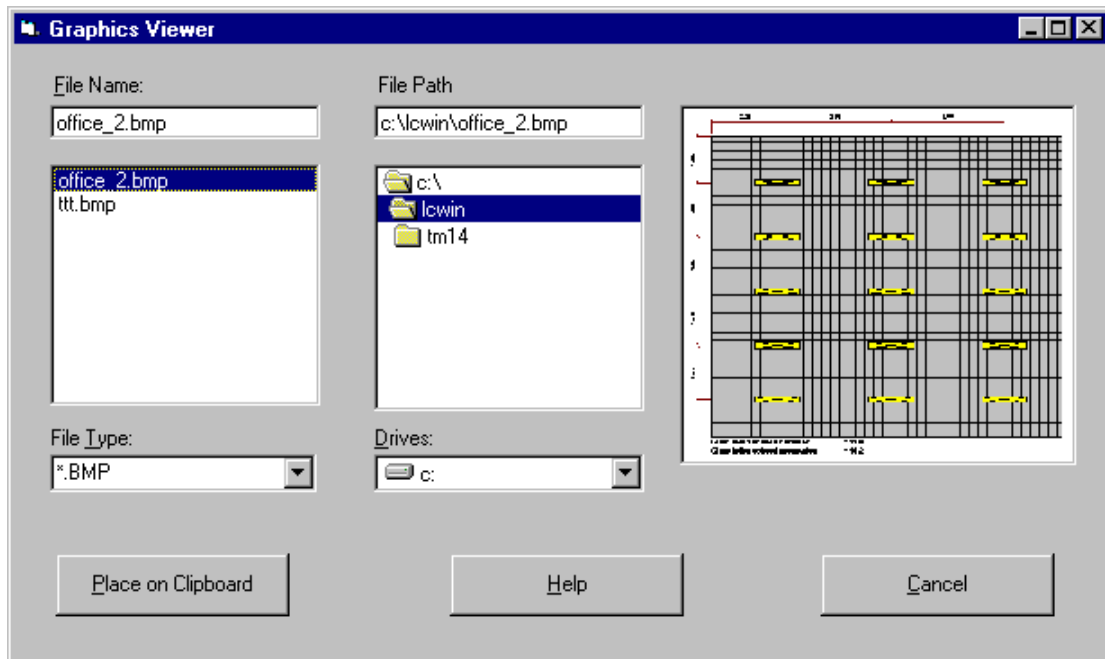 Graphics Viewer
File Name:
office_2.bmp
office_2.bmp
ttt.bmp
File Type:
*.BMP
File Path
c:\lcwin\office_2.bmp
c:\
lcwin
tm14
Drives:
c:
Place on Clipboard
Help
Cancel